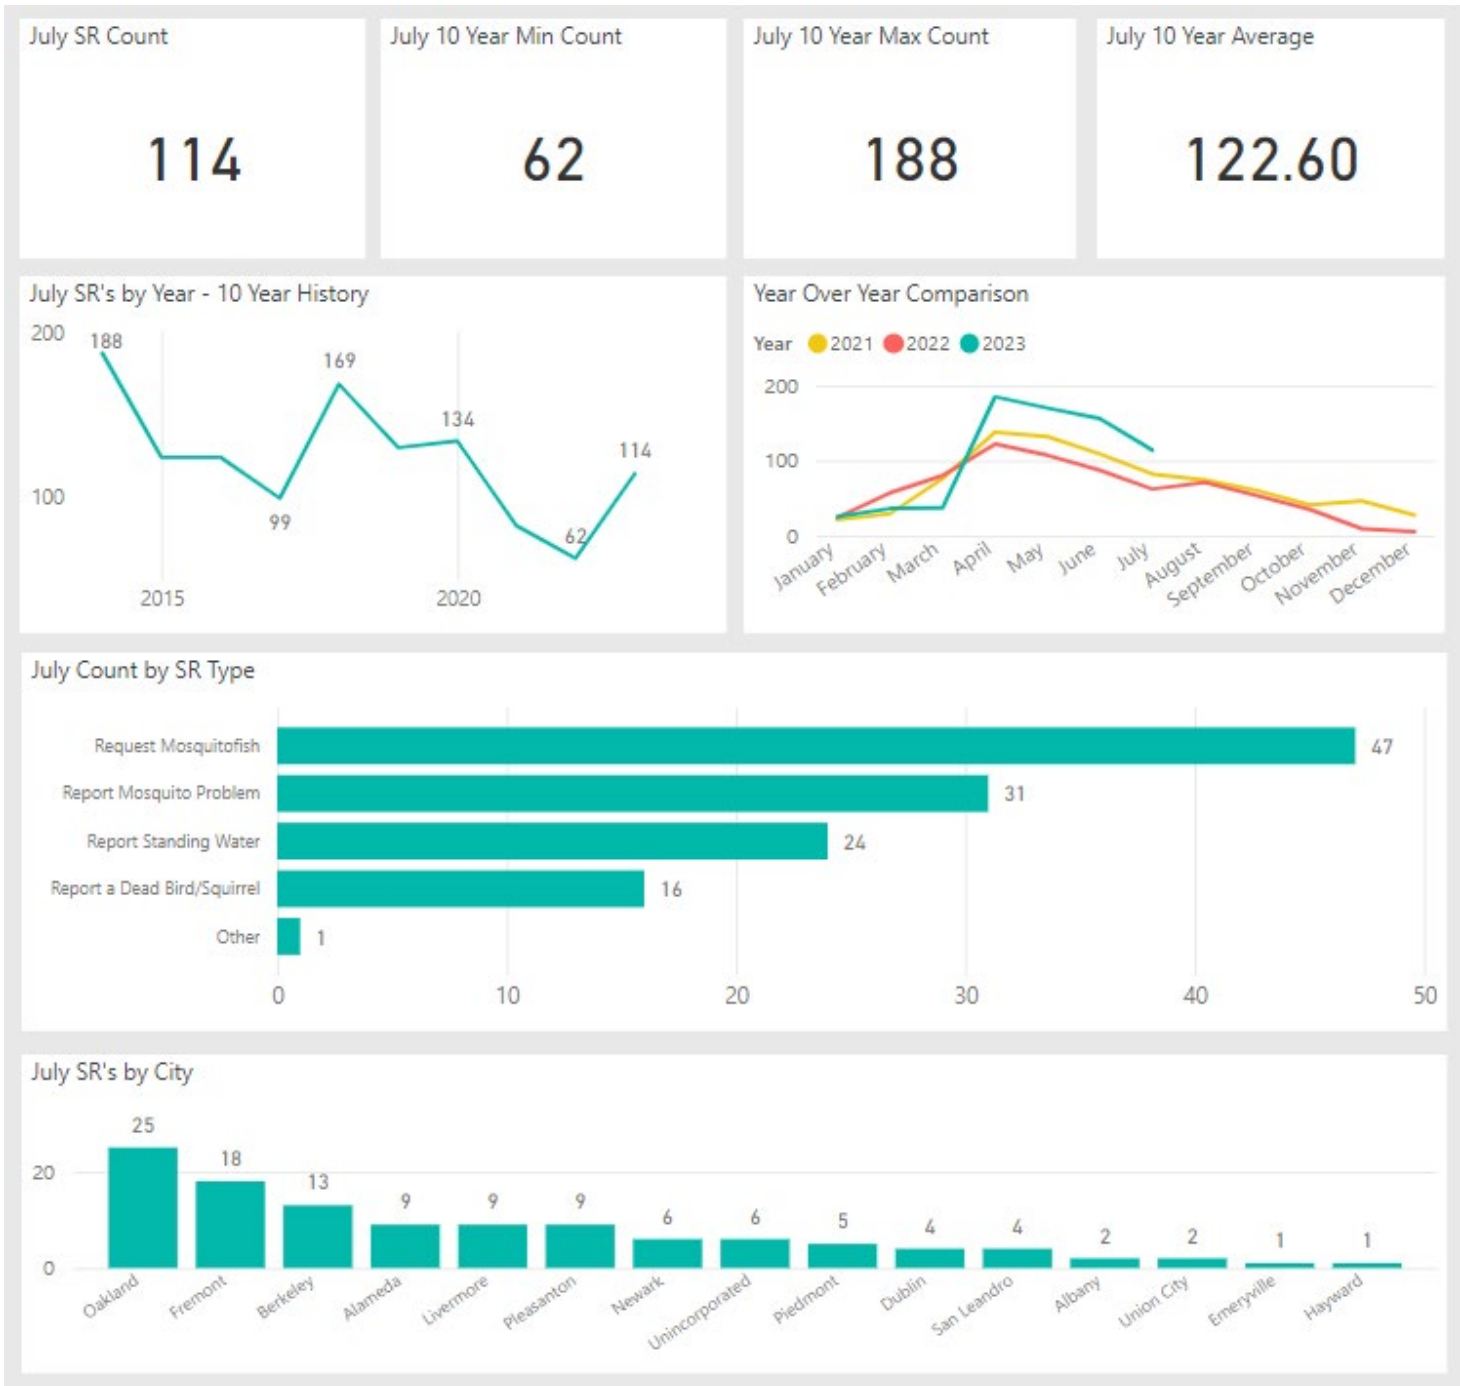 July SR Count
114
July 10 Year Min Count
62
July 10 Year Max Count
188
July 10 Year Average
122.60
July SR's by Year - 10 Year History
200
188
169
134
114
100
99
62
2015 2020
Year Over Year Comparison
Year 2021 2022 2023
200
100
0
January February March April May June July August September October November December
July Count by SR Type
Request Mosquitofish 47
Report Mosquito Problem 31
Report Standing Water 24
Report a Dead Bird/Squirrel 16
Other 1
0 10 20 30 40 50
July SR's by City
25 18 13 9 9 9 6 6 5 4 4 2 2 1 1
20
0
Oakland Fremont Berkeley Alameda Livermore Pleasanton Newark Unincorporated Piedmont Dublin San Leandro Albany Union City Emeryville Hayward